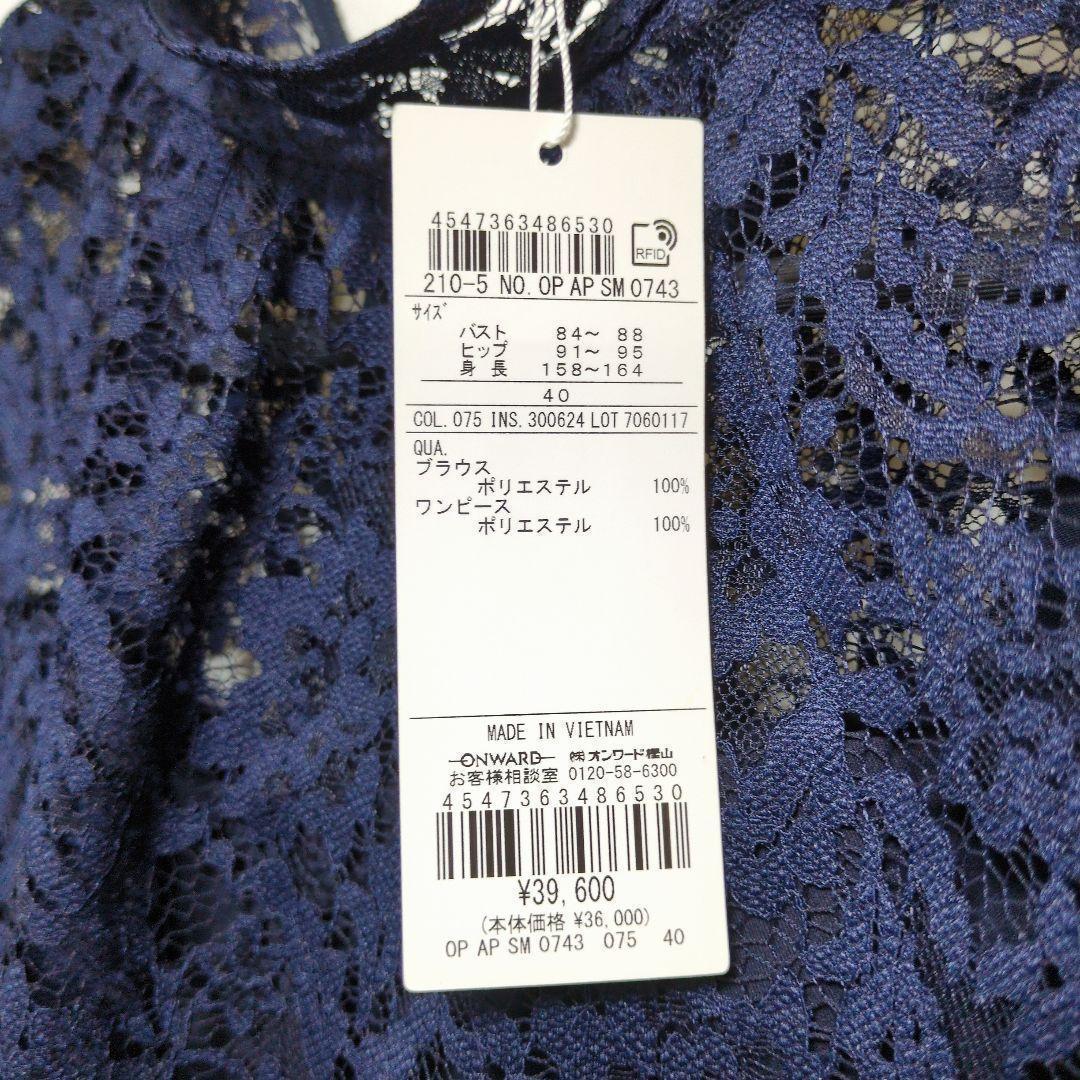 4547363486530
RFID
210-5 NO. OP AP SM 0743
サイズ
バスト 84～ 88
ヒップ 91～ 95
身長 158～164
40
COL. 075 INS. 300624 LOT 7060117
QUA.
ブラウス
ポリエステル 100%
ワンピース
ポリエステル 100%
MADE IN VIETNAM
ONWARD ㈱オンワード樫山
お客様相談室 0120-58-6300
4547363486530
¥39,600
(本体価格 ¥36,000)
OP AP SM 0743 075 40